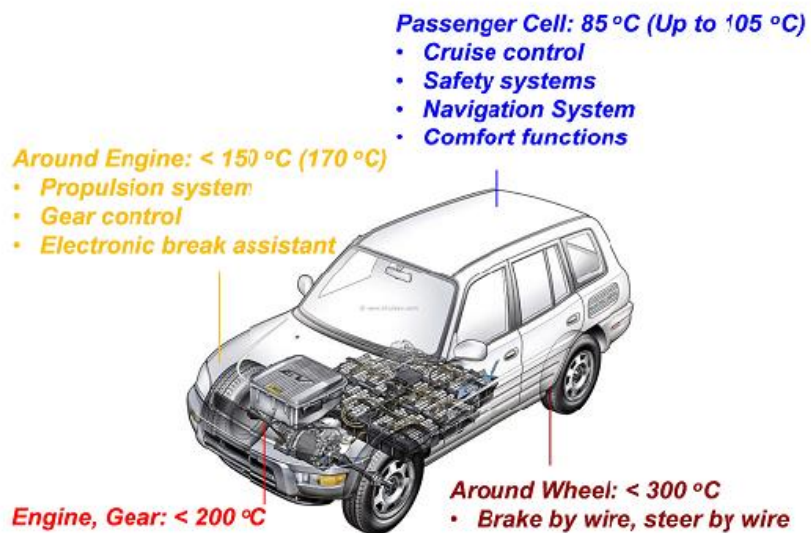 Passenger Cell: 85 °C (Up to 105 °C)
• Cruise control
• Safety systems
• Navigation System
• Comfort functions
Around Engine: < 150 °C (170 °C)
• Propulsion system
• Gear control
• Electronic break assistant
EV
Around Wheel: < 300 °C
• Brake by wire, steer by wire
Engine, Gear: < 200 °C